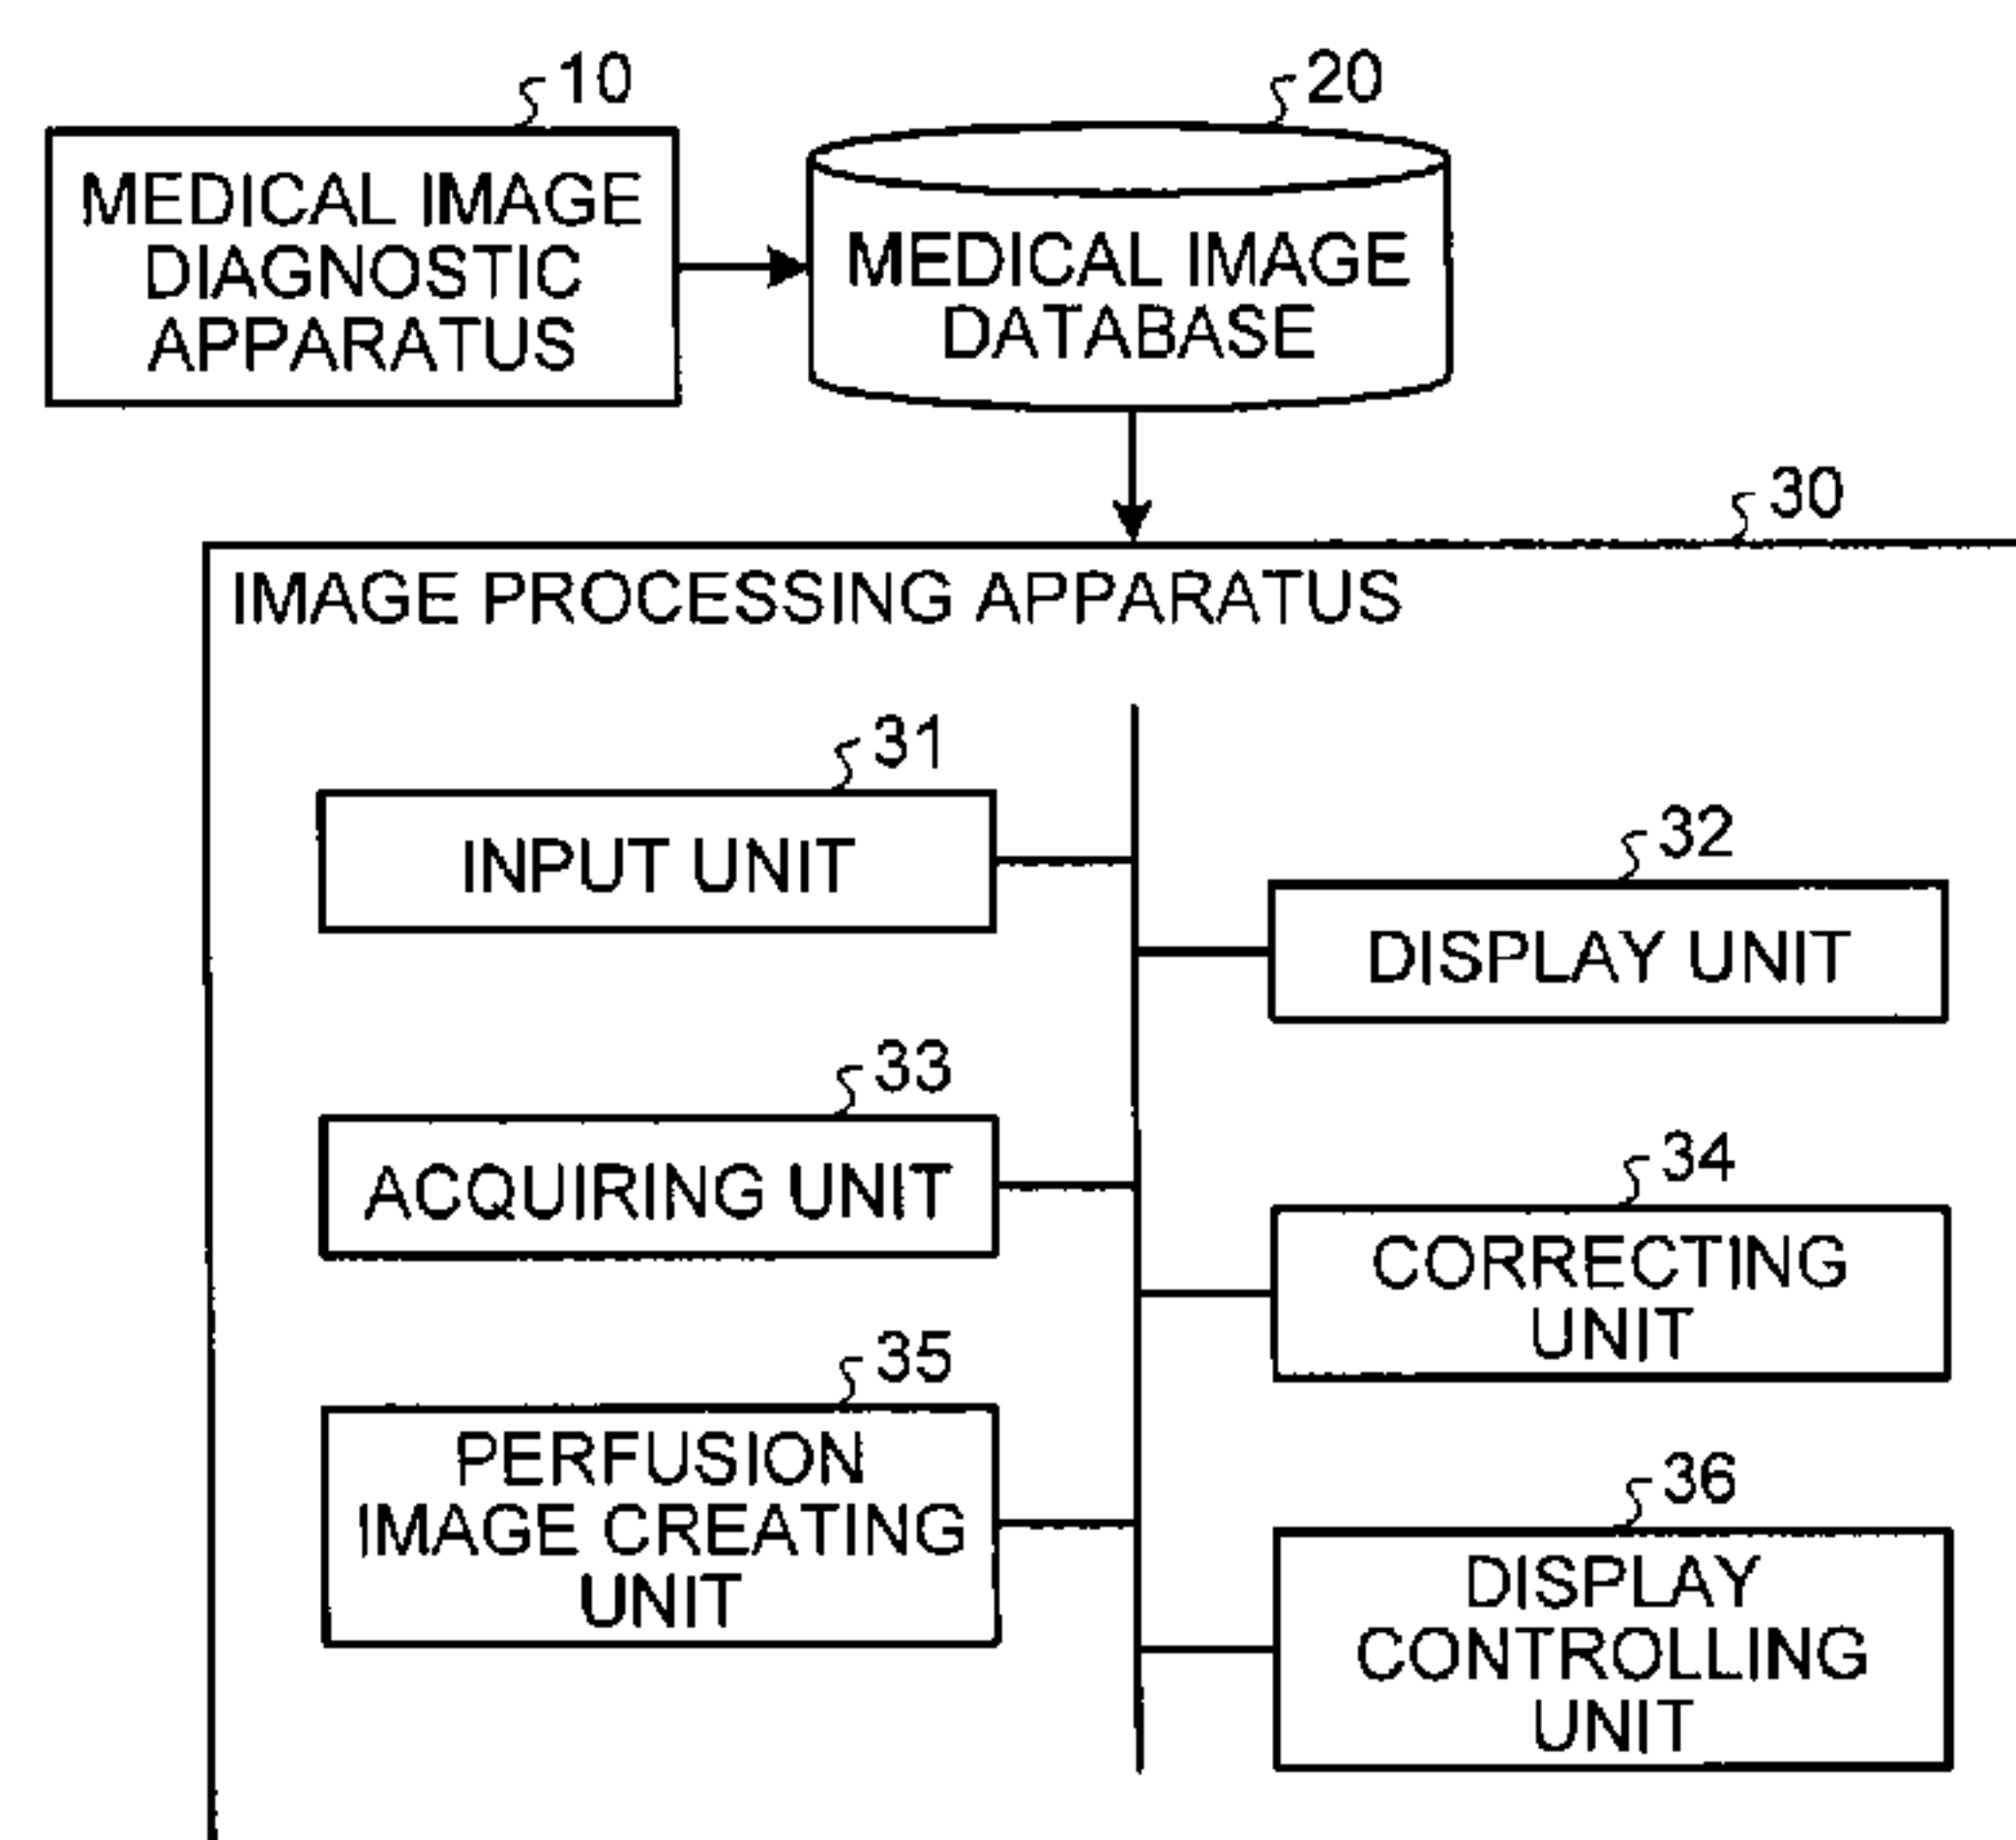 10
MEDICAL IMAGE
DIAGNOSTIC
APPARATUS
20
MEDICAL IMAGE
DATABASE
30
IMAGE PROCESSING APPARATUS
31
INPUT UNIT
32
DISPLAY UNIT
33
ACQUIRING UNIT
34
CORRECTING
UNIT
35
PERFUSION
IMAGE CREATING
UNIT
36
DISPLAY
CONTROLLING
UNIT